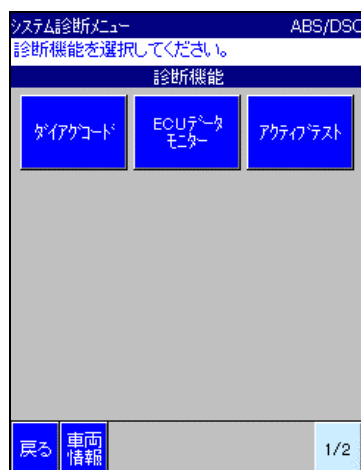 システム診断メニュー ABS/DSC
診断機能を選択してください。
診断機能
ダイアグコード
ECUデータ
モニター
アクティブテスト
戻る
車両
情報
1/2